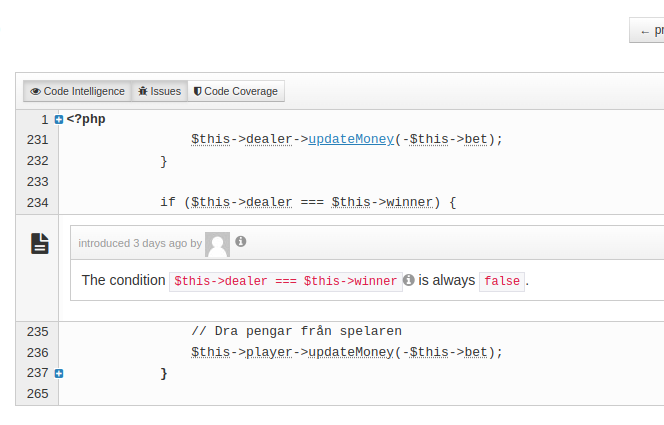 ← pr
Code Intelligence Issues Code Coverage
1 <?php
231 $this->dealer->updateMoney(-$this->bet);
232 }
233
234 if ($this->dealer === $this->winner) {
introduced 3 days ago by
The condition $this->dealer === $this->winner is always false.
235 // Dra pengar från spelaren
236 $this->player->updateMoney(-$this->bet);
237 }
265